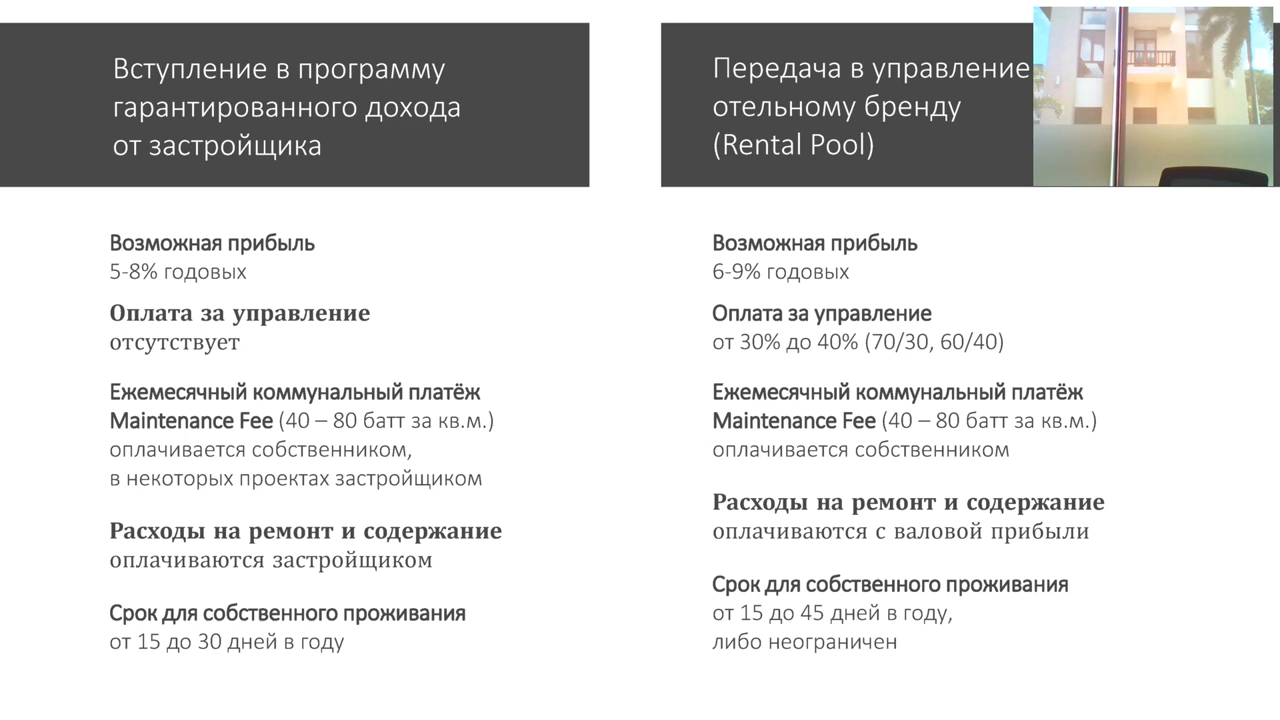 Вступление в программу
гарантированного дохода
от застройщика
Возможная прибыль
5-8% годовых
Оплата за управление
отсутствует
Ежемесячный коммунальный платёж
Maintenance Fee (40 – 80 батт за кв.м.)
оплачивается собственником,
в некоторых проектах застройщиком
Расходы на ремонт и содержание
оплачиваются застройщиком
Срок для собственного проживания
от 15 до 30 дней в году
Передача в управление
отельному бренду
(Rental Pool)
Возможная прибыль
6-9% годовых
Оплата за управление
от 30% до 40% (70/30, 60/40)
Ежемесячный коммунальный платёж
Maintenance Fee (40 – 80 батт за кв.м.)
оплачивается собственником
Расходы на ремонт и содержание
оплачиваются с валовой прибыли
Срок для собственного проживания
от 15 до 45 дней в году,
либо неограничен